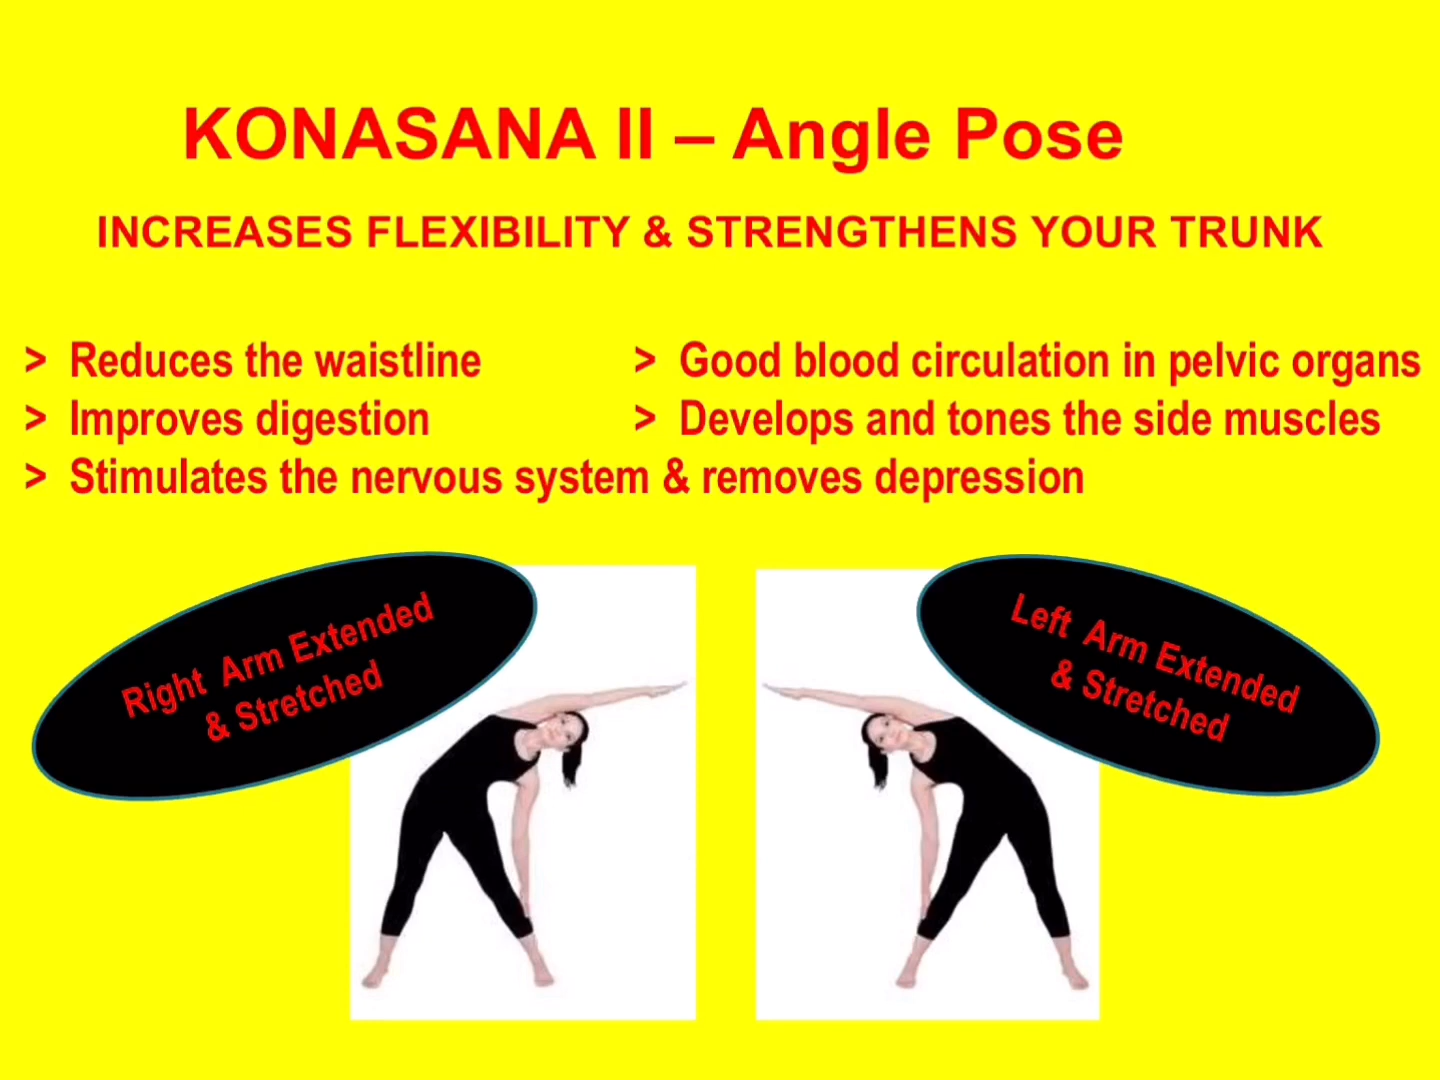 KONASANA II – Angle Pose
INCREASES FLEXIBILITY & STRENGTHENS YOUR TRUNK
> Reduces the waistline
> Good blood circulation in pelvic organs
> Improves digestion
> Develops and tones the side muscles
> Stimulates the nervous system & removes depression
Right Arm Extended
& Stretched
Left Arm Extended
& Stretched